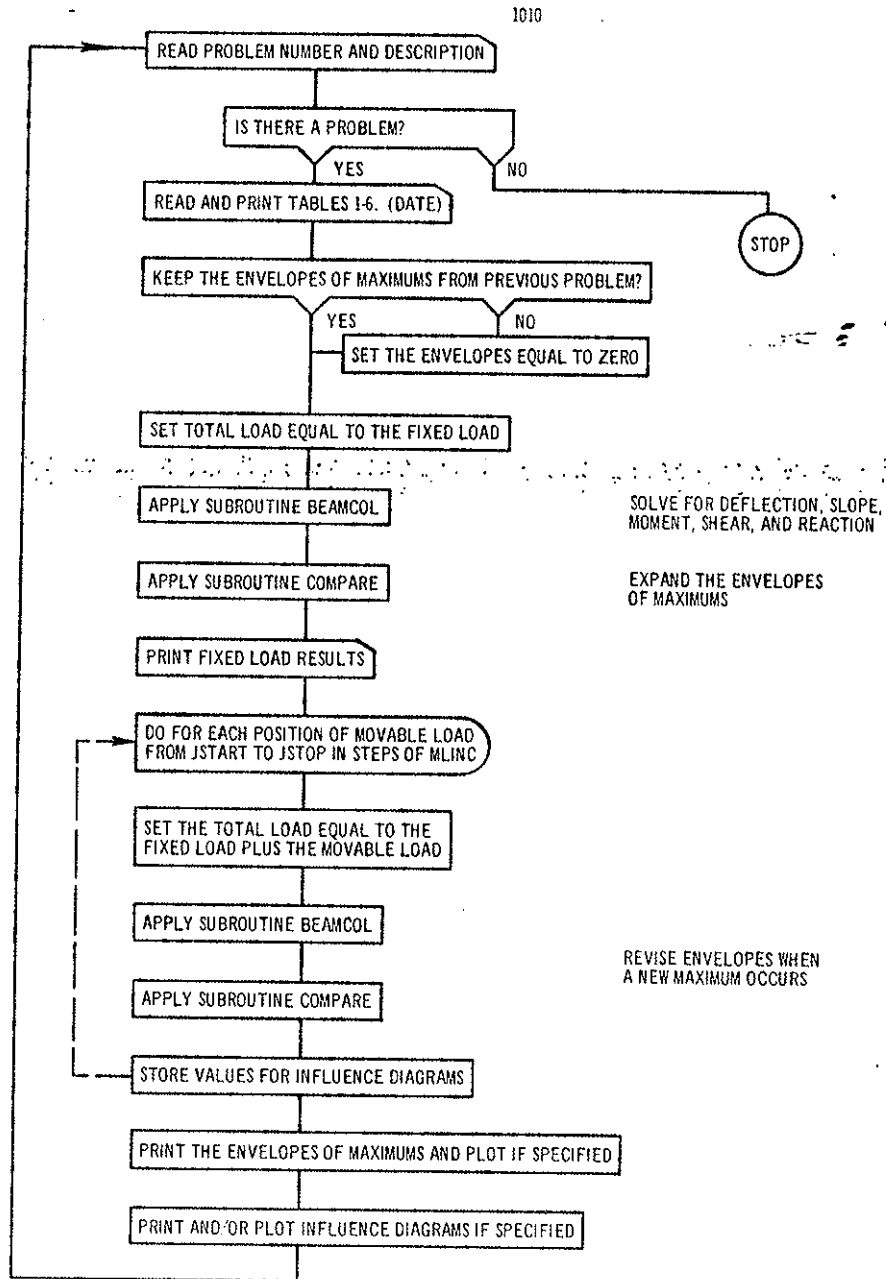 1010
READ PROBLEM NUMBER AND DESCRIPTION
IS THERE A PROBLEM?
YES
NO
READ AND PRINT TABLES 1-6. (DATE)
STOP
KEEP THE ENVELOPES OF MAXIMUMS FROM PREVIOUS PROBLEM?
YES
NO
SET THE ENVELOPES EQUAL TO ZERO
SET TOTAL LOAD EQUAL TO THE FIXED LOAD
APPLY SUBROUTINE BEAMCOL
SOLVE FOR DEFLECTION, SLOPE,
MOMENT, SHEAR, AND REACTION
APPLY SUBROUTINE COMPARE
EXPAND THE ENVELOPES
OF MAXIMUMS
PRINT FIXED LOAD RESULTS
DO FOR EACH POSITION OF MOVABLE LOAD
FROM JSTART TO JSTOP IN STEPS OF MLINC
SET THE TOTAL LOAD EQUAL TO THE
FIXED LOAD PLUS THE MOVABLE LOAD
APPLY SUBROUTINE BEAMCOL
APPLY SUBROUTINE COMPARE
REVISE ENVELOPES WHEN
A NEW MAXIMUM OCCURS
STORE VALUES FOR INFLUENCE DIAGRAMS
PRINT THE ENVELOPES OF MAXIMUMS AND PLOT IF SPECIFIED
PRINT AND/OR PLOT INFLUENCE DIAGRAMS IF SPECIFIED